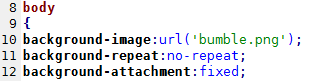 8 body
9 {
10 background-image:url('bumble.png');
11 background-repeat:no-repeat;
12 background-attachment:fixed;